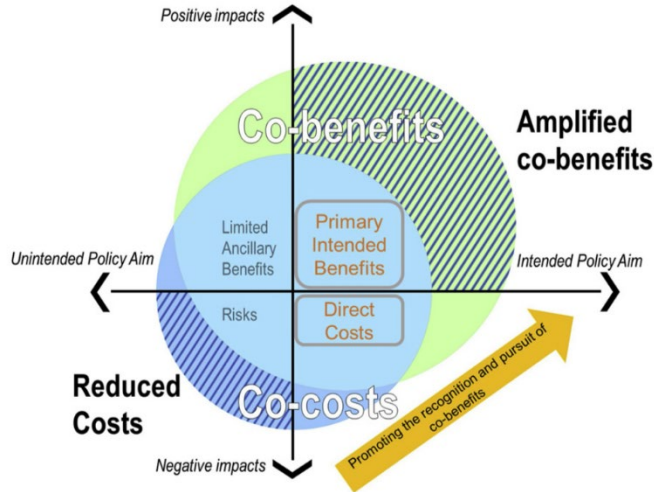 Positive impacts
Co-benefits
Amplified
co-benefits
Limited
Ancillary
Benefits
Primary
Intended
Benefits
Unintended Policy Aim
Intended Policy Aim
Risks
Direct
Costs
Reduced
Costs
Co-costs
Promoting the recognition and pursuit of
co-benefits
Negative impacts